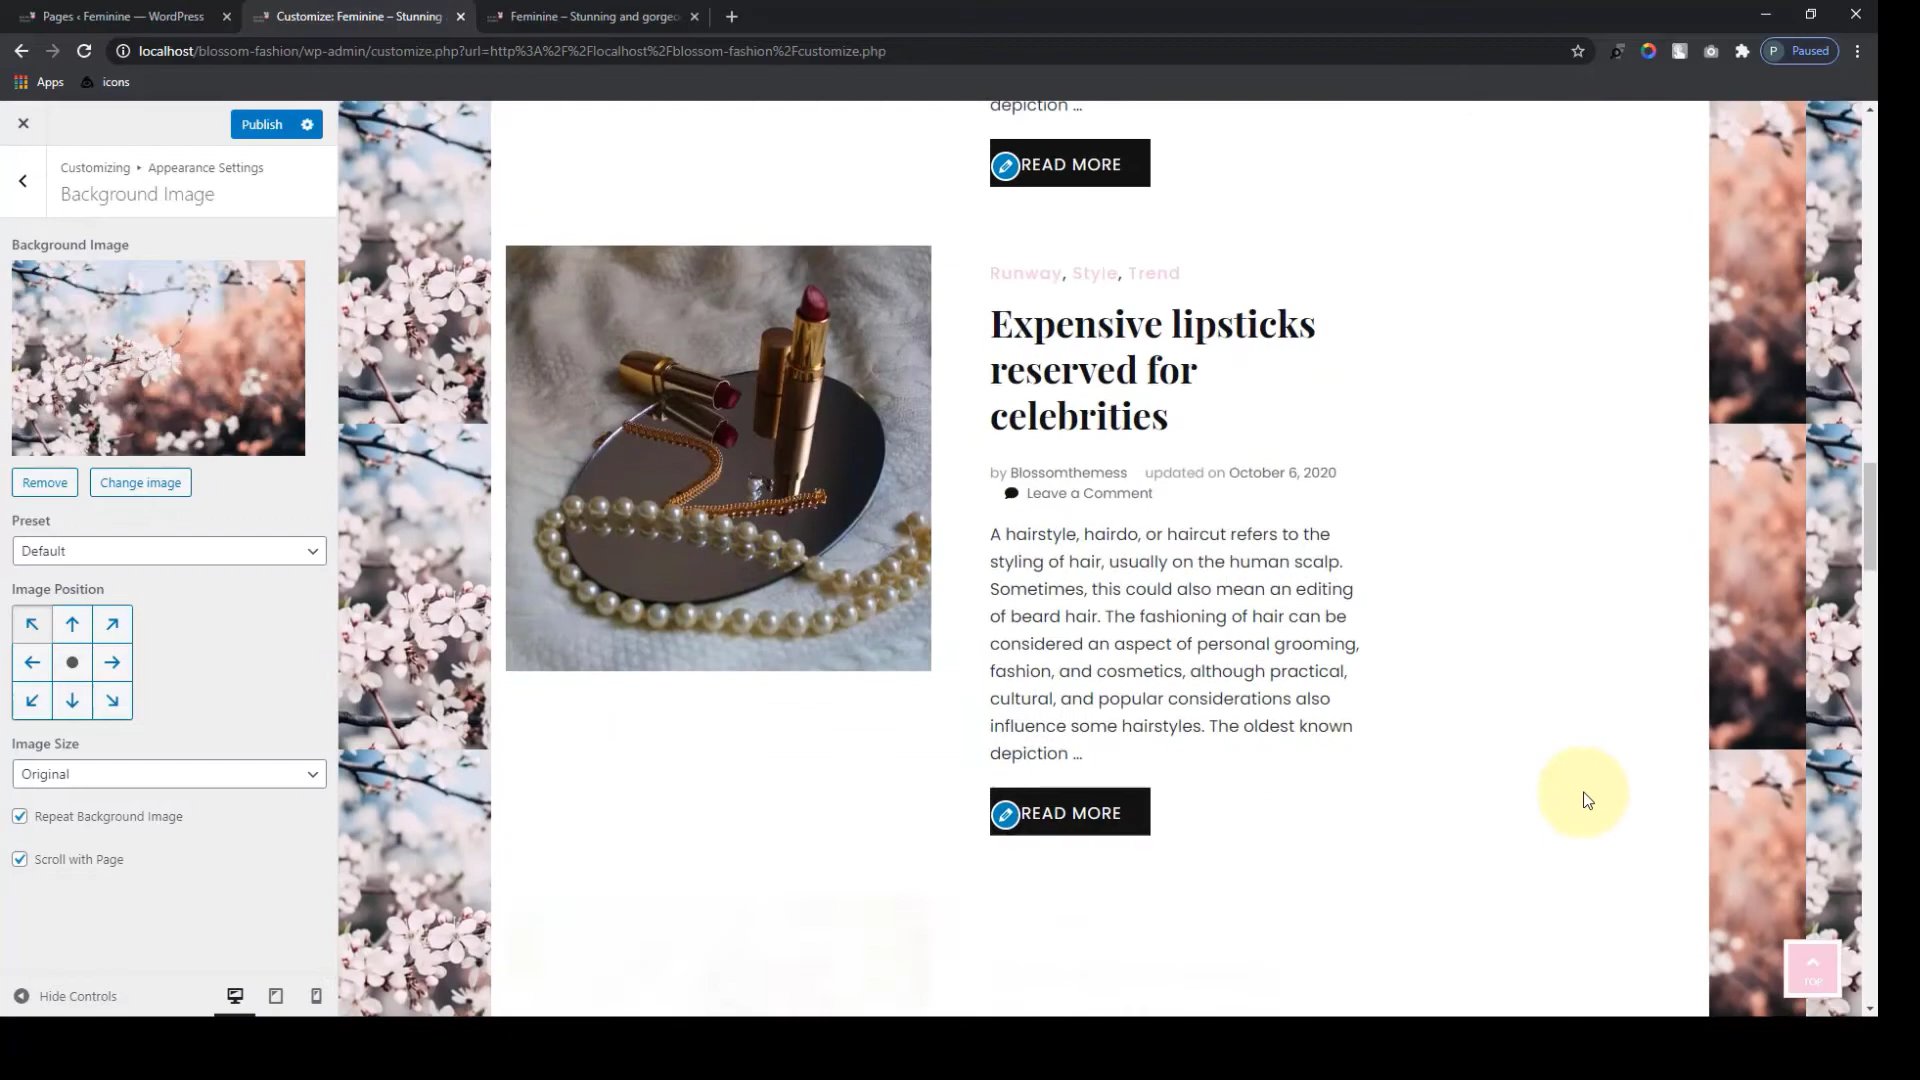 Pages ‹ Feminine — WordPress
Customize: Feminine – Stunning
Feminine – Stunning and gorgeo
localhost/blossom-fashion/wp-admin/customize.php?url=http%3A%2F%2Flocalhost%2Fblossom-fashion%2Fcustomize.php
P Paused
Apps
icons
Publish
Customizing ▸ Appearance Settings
Background Image
Background Image
Remove
Change image
Preset
Default
Image Position
Image Size
Original
Repeat Background Image
Scroll with Page
Hide Controls
depiction ...
READ MORE
Runway, Style, Trend
Expensive lipsticks
reserved for
celebrities
by Blossomthemess updated on October 6, 2020
Leave a Comment
A hairstyle, hairdo, or haircut refers to the
styling of hair, usually on the human scalp.
Sometimes, this could also mean an editing
of beard hair. The fashioning of hair can be
considered an aspect of personal grooming,
fashion, and cosmetics, although practical,
cultural, and popular considerations also
influence some hairstyles. The oldest known
depiction ...
READ MORE
TOP